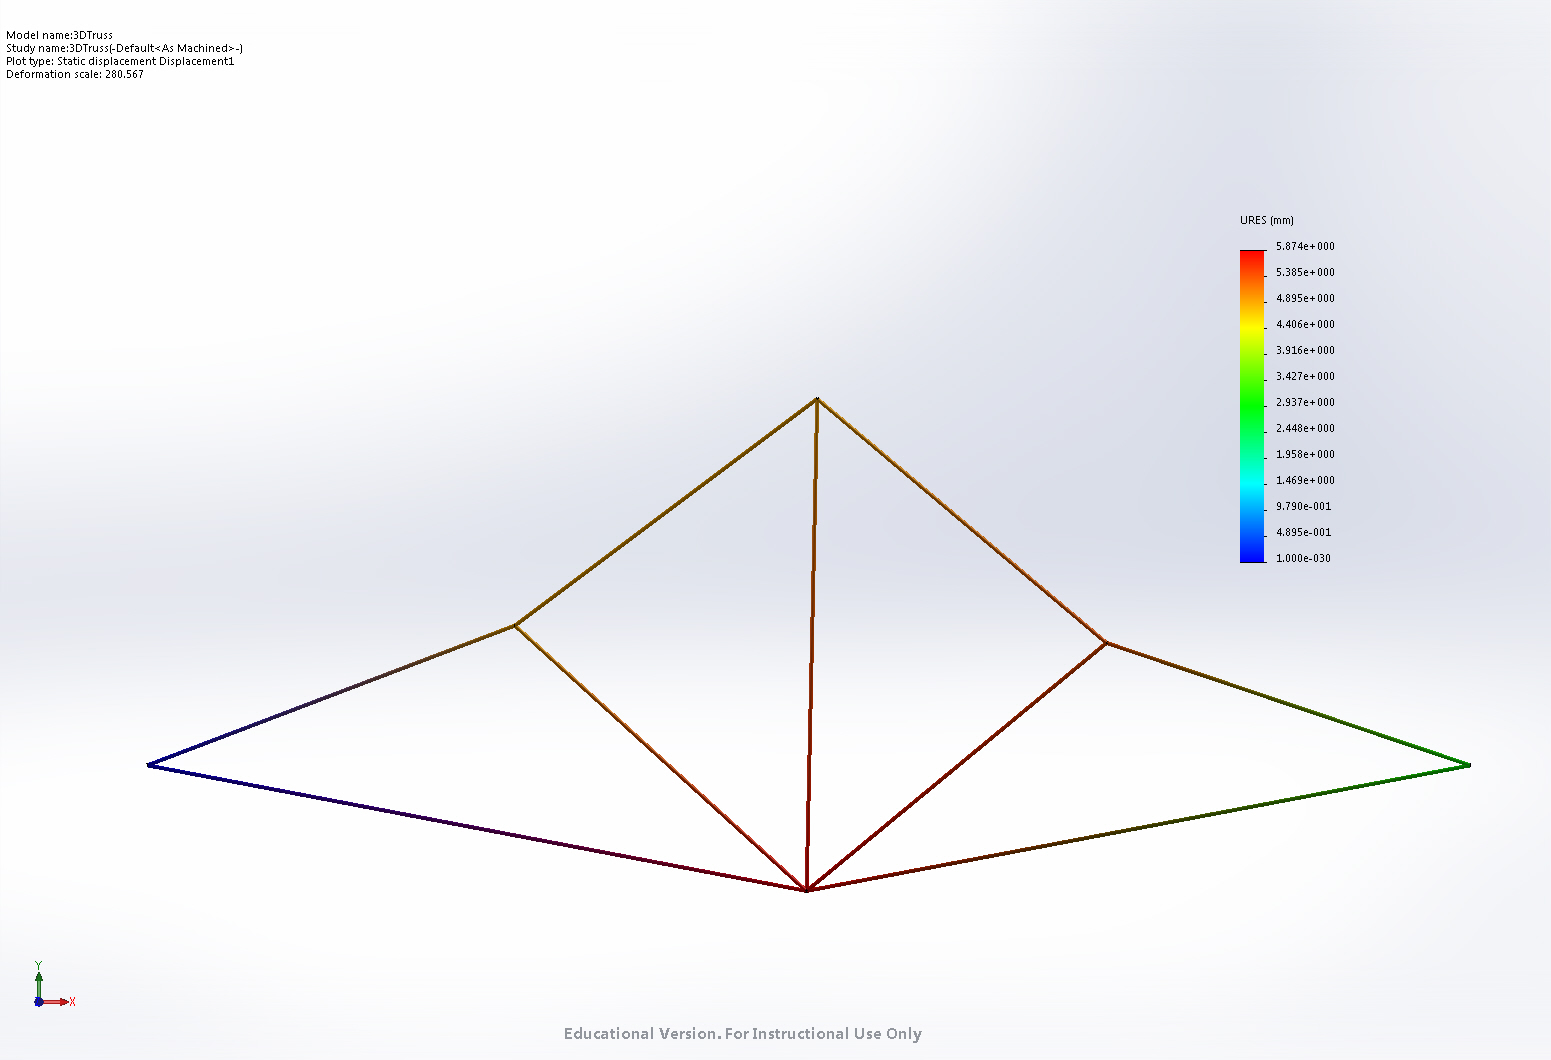 Model name:3DTruss
Study name:3DTruss(-Default<As Machined>-)
Plot type: Static displacement Displacement1
Deformation scale: 280.567
URES (mm)
5.874e+000
5.385e+000
4.895e+000
4.406e+000
3.916e+000
3.427e+000
2.937e+000
2.448e+000
1.958e+000
1.469e+000
9.790e-001
4.895e-001
1.000e-030
Y
X
Educational Version. For Instructional Use Only